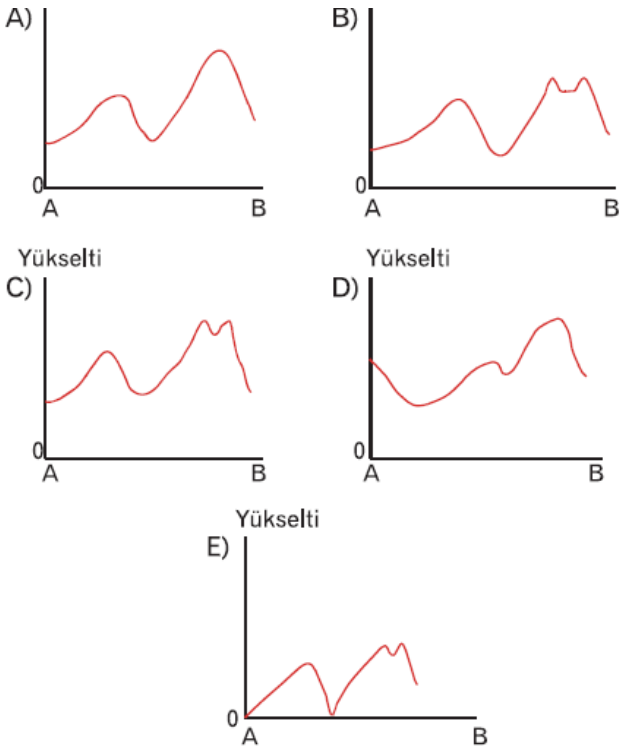 A)
0
A B
B)
0
A B
Yükselti
C)
0
A B
Yükselti
D)
0
A B
Yükselti
E)
0
A B